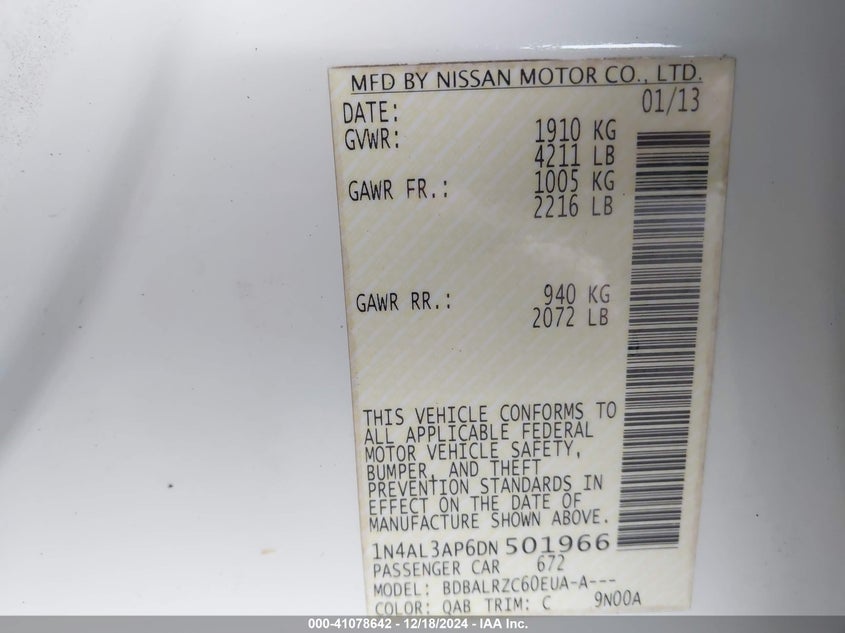 MFD BY NISSAN MOTOR CO., LTD.
DATE: 01/13
GVWR: 1910 KG
4211 LB
GAWR FR.: 1005 KG
2216 LB
GAWR RR.: 940 KG
2072 LB
THIS VEHICLE CONFORMS TO
ALL APPLICABLE FEDERAL
MOTOR VEHICLE SAFETY,
BUMPER, AND THEFT
PREVENTION STANDARDS IN
EFFECT ON THE DATE OF
MANUFACTURE SHOWN ABOVE.
1N4AL3AP6DN 501966
PASSENGER CAR 672
MODEL: BDBALRZC60EUA-A---
COLOR: QAB TRIM: C 9N00A
000-41078642 - 12/18/2024 - IAA Inc.